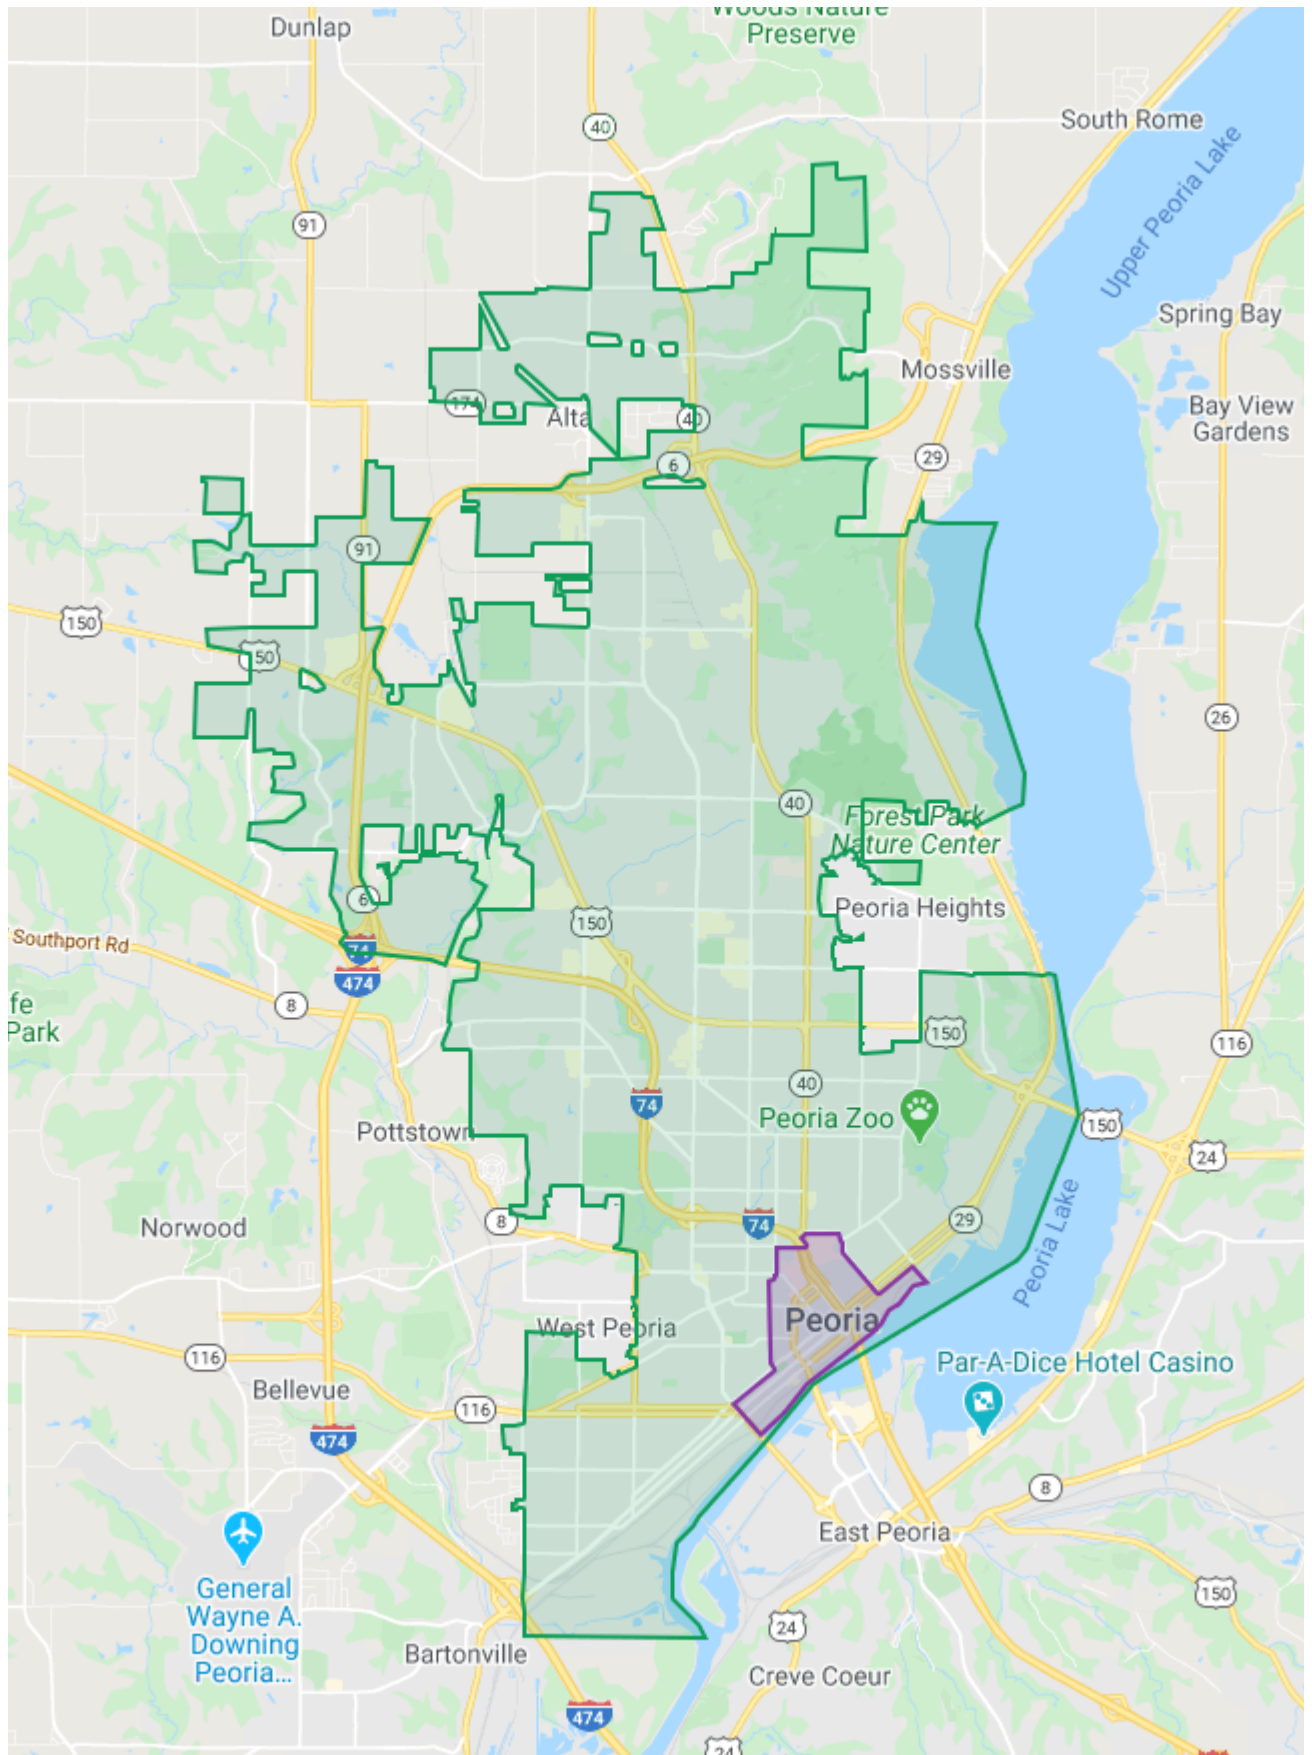 Woods Nature
Preserve
Dunlap
40
South Rome
91
Upper Peoria Lake
Spring Bay
Mossville
174
Alta
40
Bay View
Gardens
6
29
91
150
50
26
40
Forest Park
Nature Center
6
Peoria Heights
150
Southport Rd
74
474
8
fe
Park
150
116
40
74
Peoria Zoo
150
Pottstown
24
Peoria Lake
8
74
29
Norwood
Peoria
West Peoria
116
Par-A-Dice Hotel Casino
Bellevue
116
474
8
East Peoria
General
Wayne A.
Downing
Peoria...
150
24
Bartonville
Creve Coeur
474
24